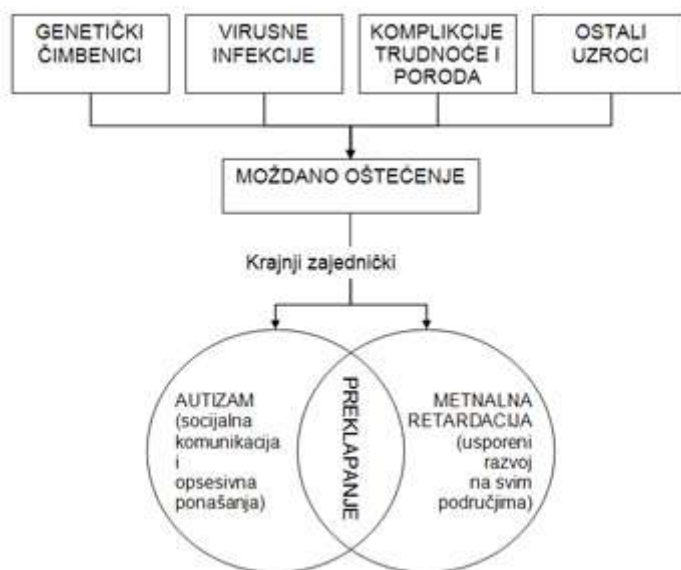 GENETIČKI
ČIMBENICI
VIRUSNE
INFEKCIJE
KOMPLIKCIJE
TRUDNOĆE I
PORODA
OSTALI
UZROCI
MOŽDANO OŠTEĆENJE
Krajnji zajednički
AUTIZAM
(socijalna
komunikacija
i
opsesivna
ponašanja)
PREKLAPANJE
METNALNA
RETARDACIJA
(usporeni
razvoj
na svim
područjima)